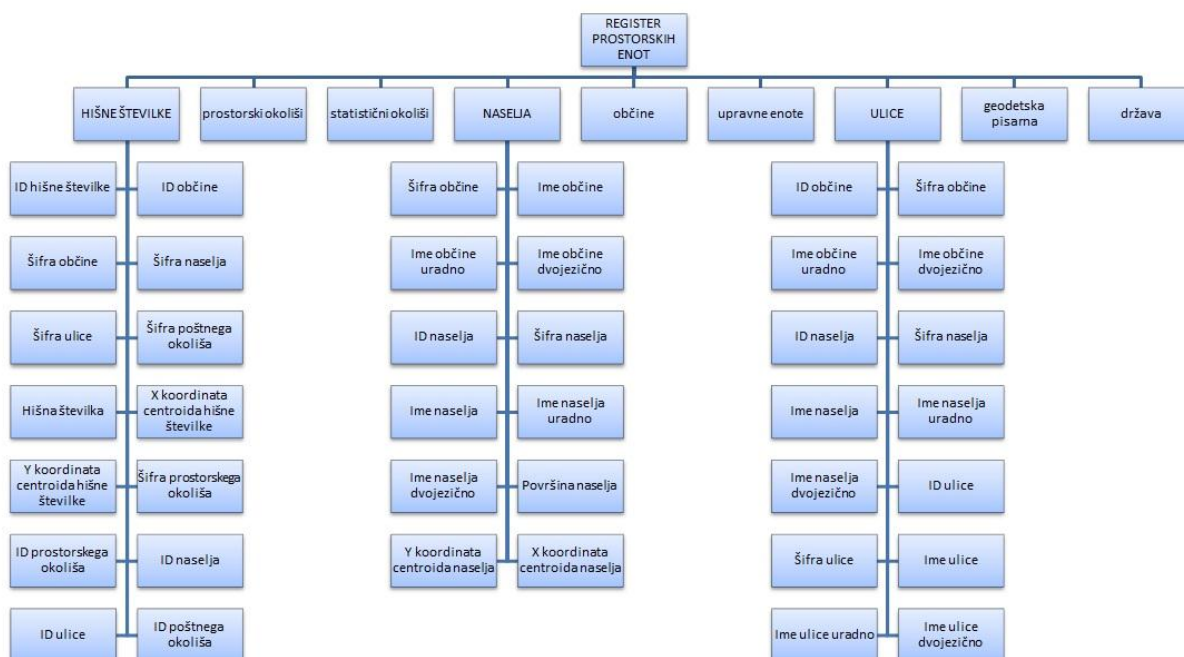 REGISTER
PROSTORSKIH
ENOT
HIŠNE ŠTEVILKE
prostorski okoliši
statistični okoliši
NASELJA
občine
upravne enote
ULICE
geodetska
pisarna
država
ID hišne številke
ID občine
Šifra občine
Šifra naselja
Šifra ulice
Šifra poštnega
okoliša
Hišna številka
X koordinata
centroida hišne
številke
Y koordinata
centroida hišne
številke
Šifra prostorskega
okoliša
ID prostorskega
okoliša
ID naselja
ID ulice
ID poštnega
okoliša
Šifra občine
Ime občine
Ime občine
uradno
Ime občine
dvojezično
ID naselja
Šifra naselja
Ime naselja
Ime naselja
uradno
Ime naselja
dvojezično
Površina naselja
Y koordinata
centroida naselja
X koordinata
centroida naselja
ID občine
Šifra občine
Ime občine
uradno
Ime občine
dvojezično
ID naselja
Šifra naselja
Ime naselja
Ime naselja
uradno
Ime naselja
dvojezično
ID ulice
Šifra ulice
Ime ulice
Ime ulice uradno
Ime ulice
dvojezično